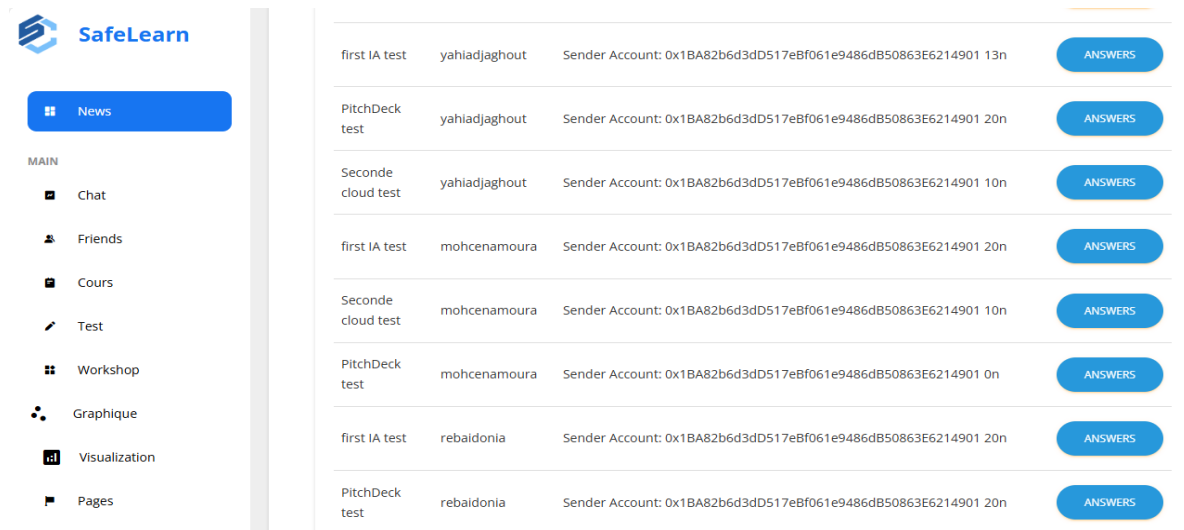 SafeLearn
News
MAIN
Chat
Friends
Cours
Test
Workshop
Graphique
Visualization
Pages
first IA test yahiadjaghout Sender Account: 0x1BA82b6d3dD517eBf061e9486dB50863E6214901 13n ANSWERS
PitchDeck
test yahiadjaghout Sender Account: 0x1BA82b6d3dD517eBf061e9486dB50863E6214901 20n ANSWERS
Seconde
cloud test yahiadjaghout Sender Account: 0x1BA82b6d3dD517eBf061e9486dB50863E6214901 10n ANSWERS
first IA test mohcenamoura Sender Account: 0x1BA82b6d3dD517eBf061e9486dB50863E6214901 20n ANSWERS
Seconde
cloud test mohcenamoura Sender Account: 0x1BA82b6d3dD517eBf061e9486dB50863E6214901 10n ANSWERS
PitchDeck
test mohcenamoura Sender Account: 0x1BA82b6d3dD517eBf061e9486dB50863E6214901 0n ANSWERS
first IA test rebaidonia Sender Account: 0x1BA82b6d3dD517eBf061e9486dB50863E6214901 20n ANSWERS
PitchDeck
test rebaidonia Sender Account: 0x1BA82b6d3dD517eBf061e9486dB50863E6214901 20n ANSWERS